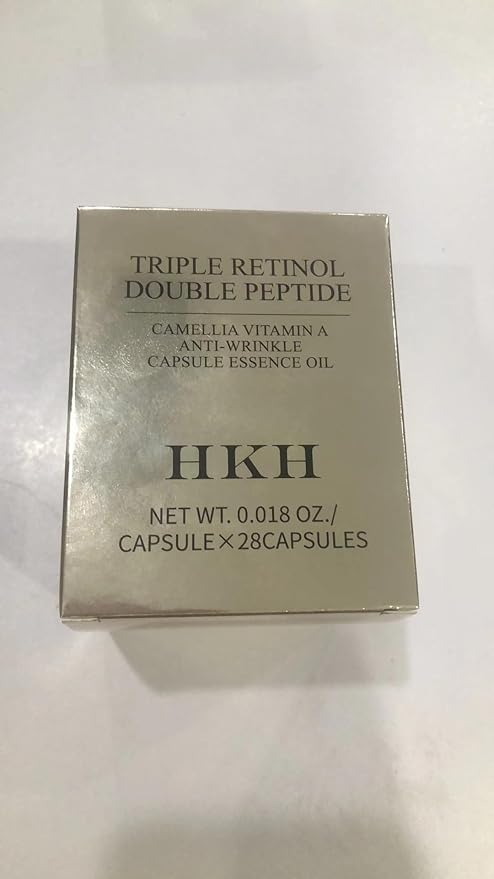 TRIPLE RETINOL
DOUBLE PEPTIDE
CAMELLIA VITAMIN A
ANTI-WRINKLE
CAPSULE ESSENCE OIL
HKH
NET WT. 0.018 OZ./
CAPSULE×28CAPSULES